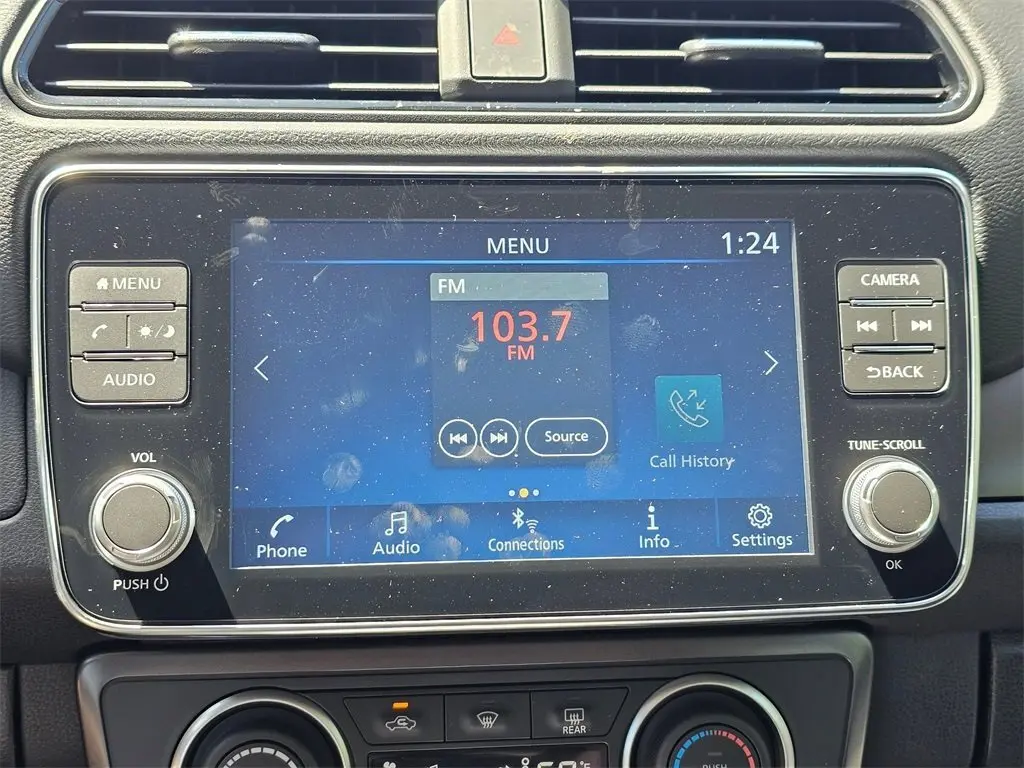 MENU
1:24
MENU
AUDIO
FM
103.7
FM
Source
Call History
Phone
Audio
Connections
Info
Settings
CAMERA
BACK
VOL
PUSH
TUNE·SCROLL
OK
REAR
PUSH